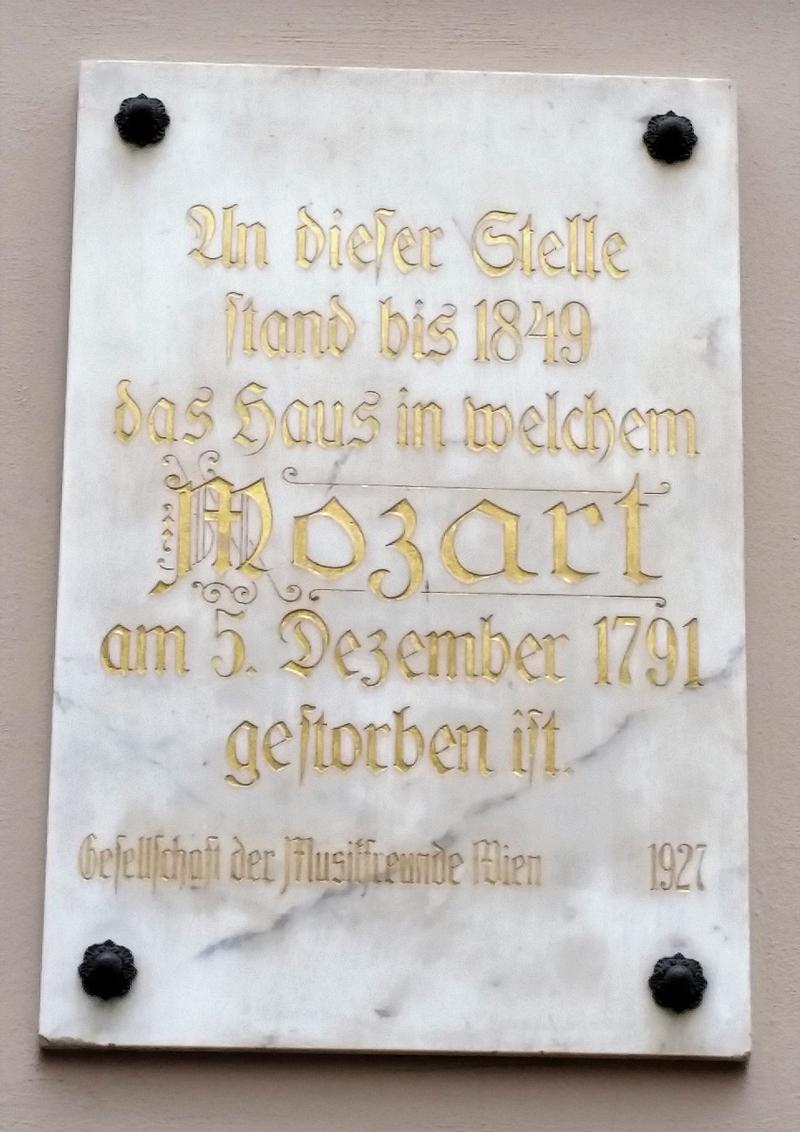 An dieser Stelle
stand bis 1849
das Haus in welchem
Mozart
am 5. Dezember 1791
gestorben ist.
Gesellschaft der Musikfreunde Wien 1927